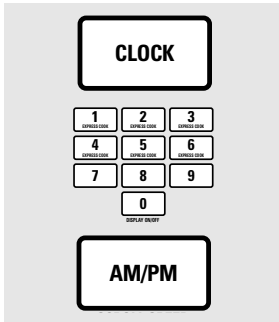 CLOCK
1 2 3
EXPRESS COOK EXPRESS COOK EXPRESS COOK
4 5 6
EXPRESS COOK EXPRESS COOK EXPRESS COOK
7 8 9
0
DISPLAY ON/OFF
AM/PM